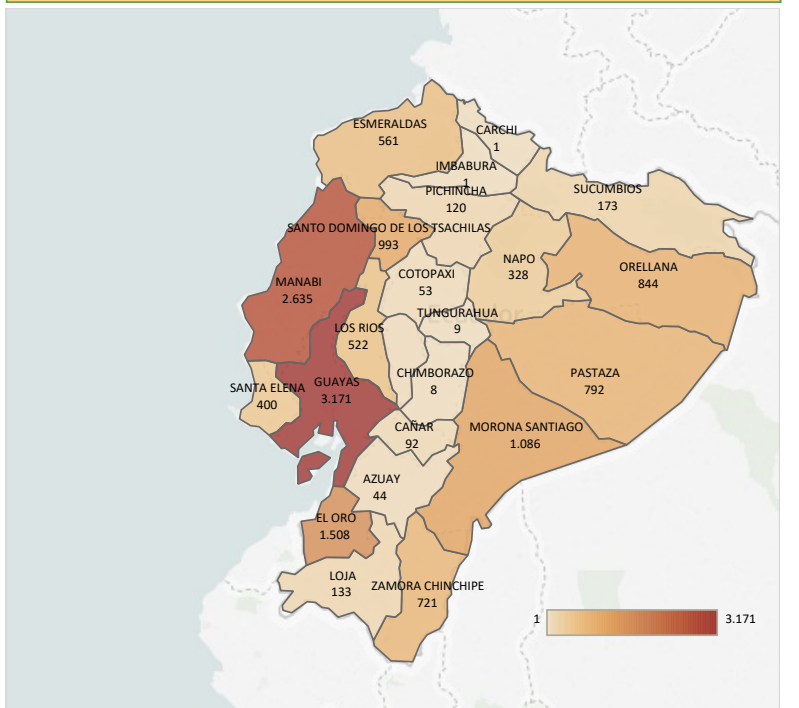 ESMERALDAS
561
CARCHI
1
IMBABURA
1
PICHINCHA
120
SUCUMBIOS
173
SANTO DOMINGO DE LOS TSACHILAS
993
NAPO
328
ORELLANA
844
COTOPAXI
53
MANABI
2.635
TUNGURAHUA
9
Ecuador
LOS RIOS
522
CHIMBORAZO
8
PASTAZA
792
SANTA ELENA
400
GUAYAS
3.171
CAÑAR
92
MORONA SANTIAGO
1.086
AZUAY
44
EL ORO
1.508
LOJA
133
ZAMORA CHINCHIPE
721
1
3.171